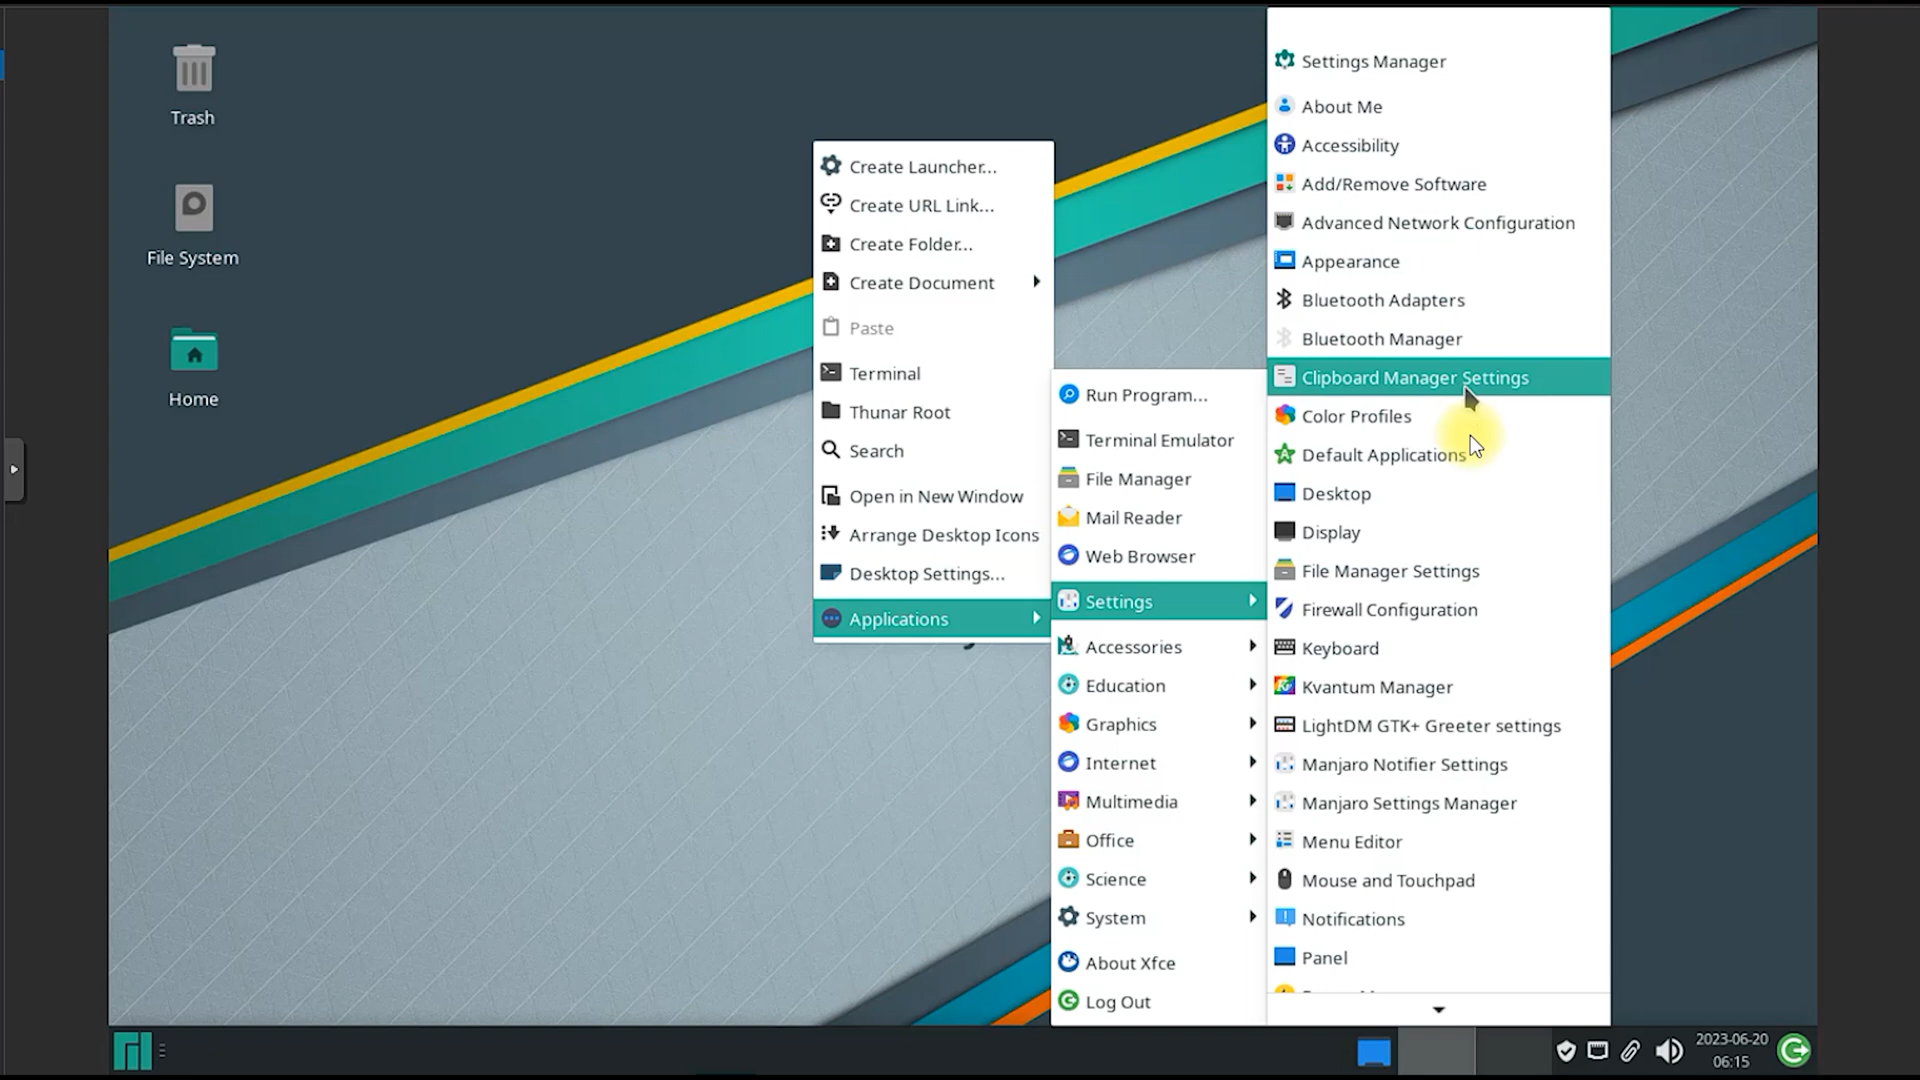 Trash
File System
Home
Create Launcher...
Create URL Link...
Create Folder...
Create Document
Paste
Terminal
Thunar Root
Search
Open in New Window
Arrange Desktop Icons
Desktop Settings...
Applications
Run Program...
Terminal Emulator
File Manager
Mail Reader
Web Browser
Settings
Accessories
Education
Graphics
Internet
Multimedia
Office
Science
System
About Xfce
Log Out
Settings Manager
About Me
Accessibility
Add/Remove Software
Advanced Network Configuration
Appearance
Bluetooth Adapters
Bluetooth Manager
Clipboard Manager Settings
Color Profiles
Default Applications
Desktop
Display
File Manager Settings
Firewall Configuration
Keyboard
Kvantum Manager
LightDM GTK+ Greeter settings
Manjaro Notifier Settings
Manjaro Settings Manager
Menu Editor
Mouse and Touchpad
Notifications
Panel
2023-06-20
06:15